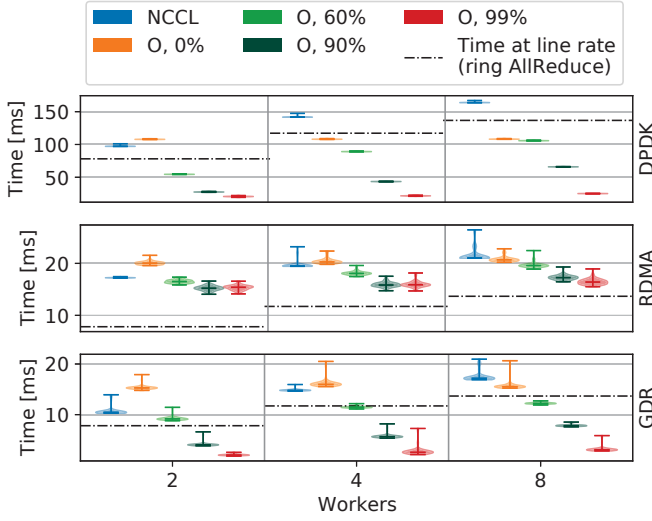 NCCL
O, 0%
O, 60%
O, 90%
O, 99%
Time at line rate
(ring AllReduce)
Time [ms]
150
100
50
DPDK
Time [ms]
20
10
RDMA
Time [ms]
20
10
GDR
2
4
8
Workers